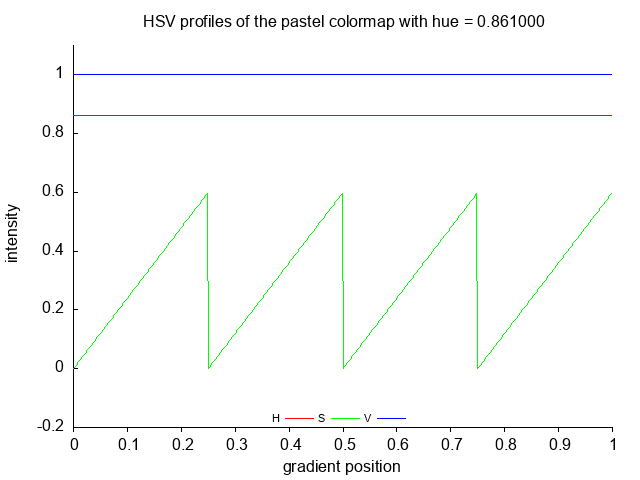 HSV profiles of the pastel colormap with hue = 0.861000
1
0.8
0.6
0.4
0.2
0
-0.2
intensity
H S V
0 0.1 0.2 0.3 0.4 0.5 0.6 0.7 0.8 0.9 1
gradient position